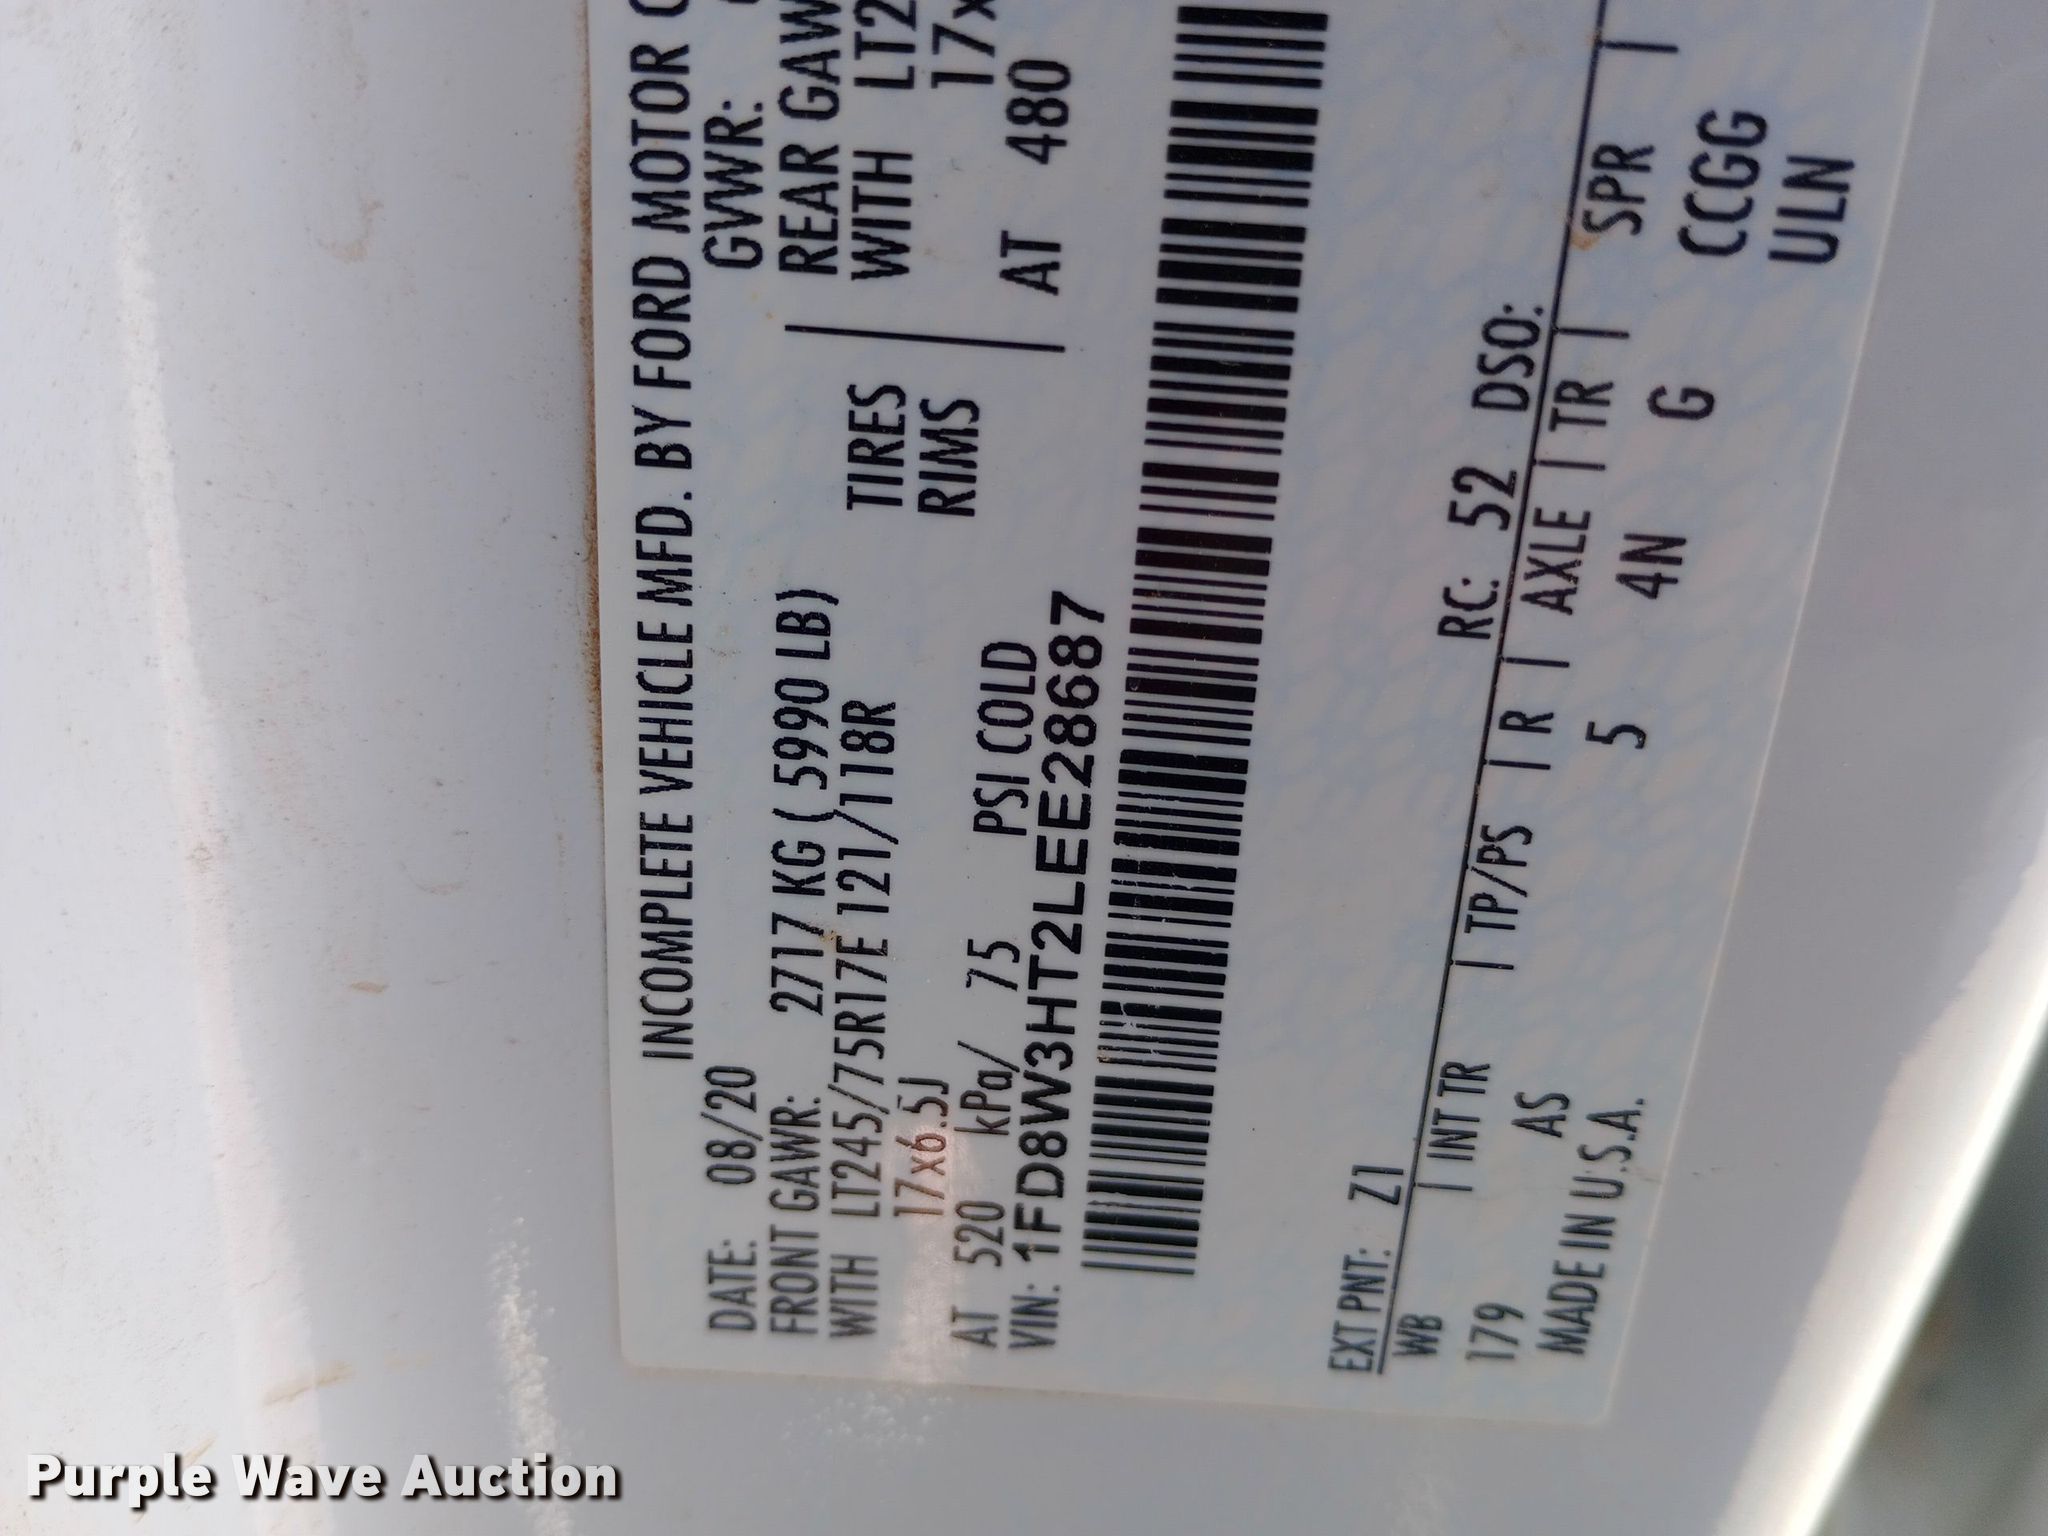 INCOMPLETE VEHICLE MFD. BY FORD MOTOR
DATE: 08/20 GVWR:
FRONT GAWR: 2717 KG ( 5990 LB) REAR GAW
WITH LT245/75R17E 121/118R TIRES WITH LT2
17x6.5J RIMS 17x
AT 520 kPa/ 75 PSI COLD AT 480
VIN: 1FD8W3HT2LEE28687
EXT PNT: Z1 RC: 52 DSO:
WB | INT TR | TP/PS | R | AXLE | TR | SPR |
179 AS 5 4N G CCGG
MADE IN U.S.A. ULN
Purple Wave Auction